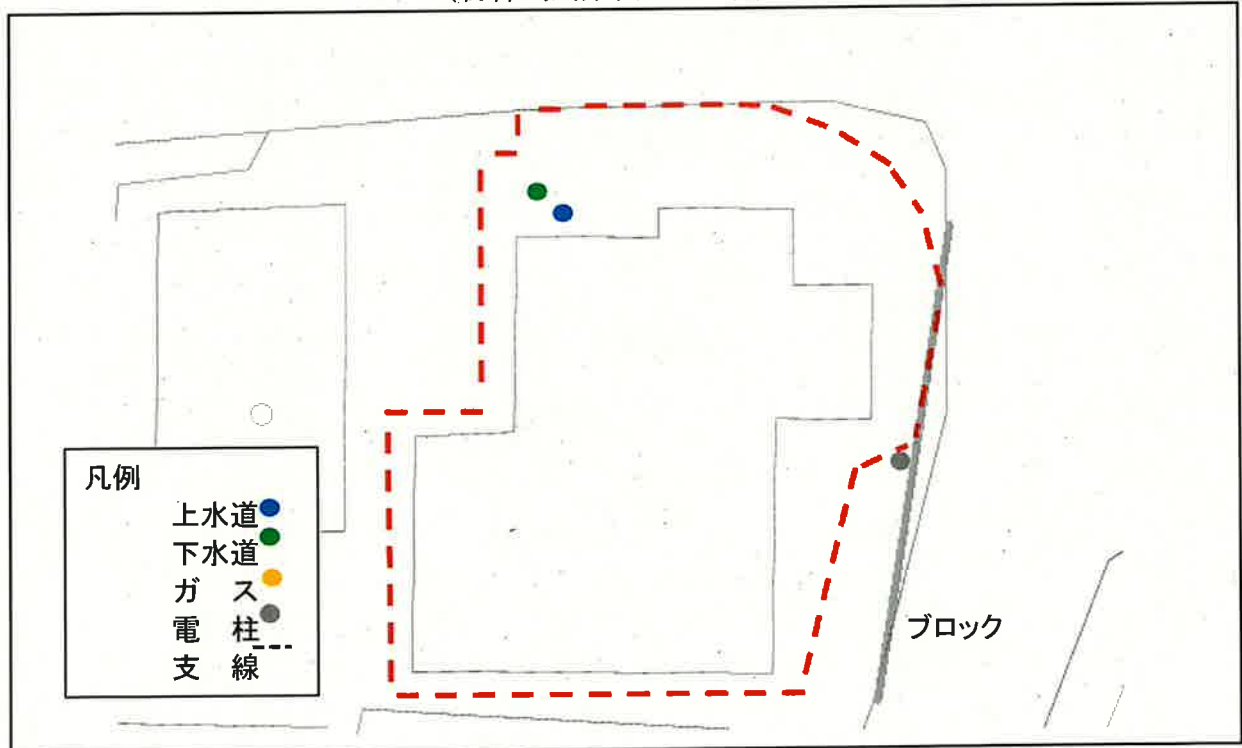 凡例
上水道
下水道
ガ　ス
電　柱
支　線
ブロック